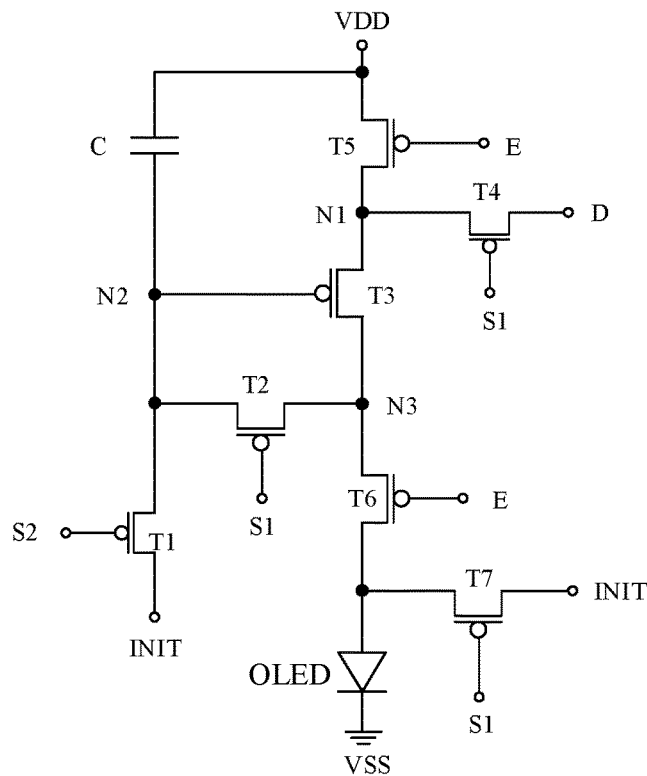 VDD
C
T5
E
T4
N1
D
N2
T3
S1
T2
N3
T6
E
S2
T1
S1
T7
INIT
INIT
OLED
S1
VSS